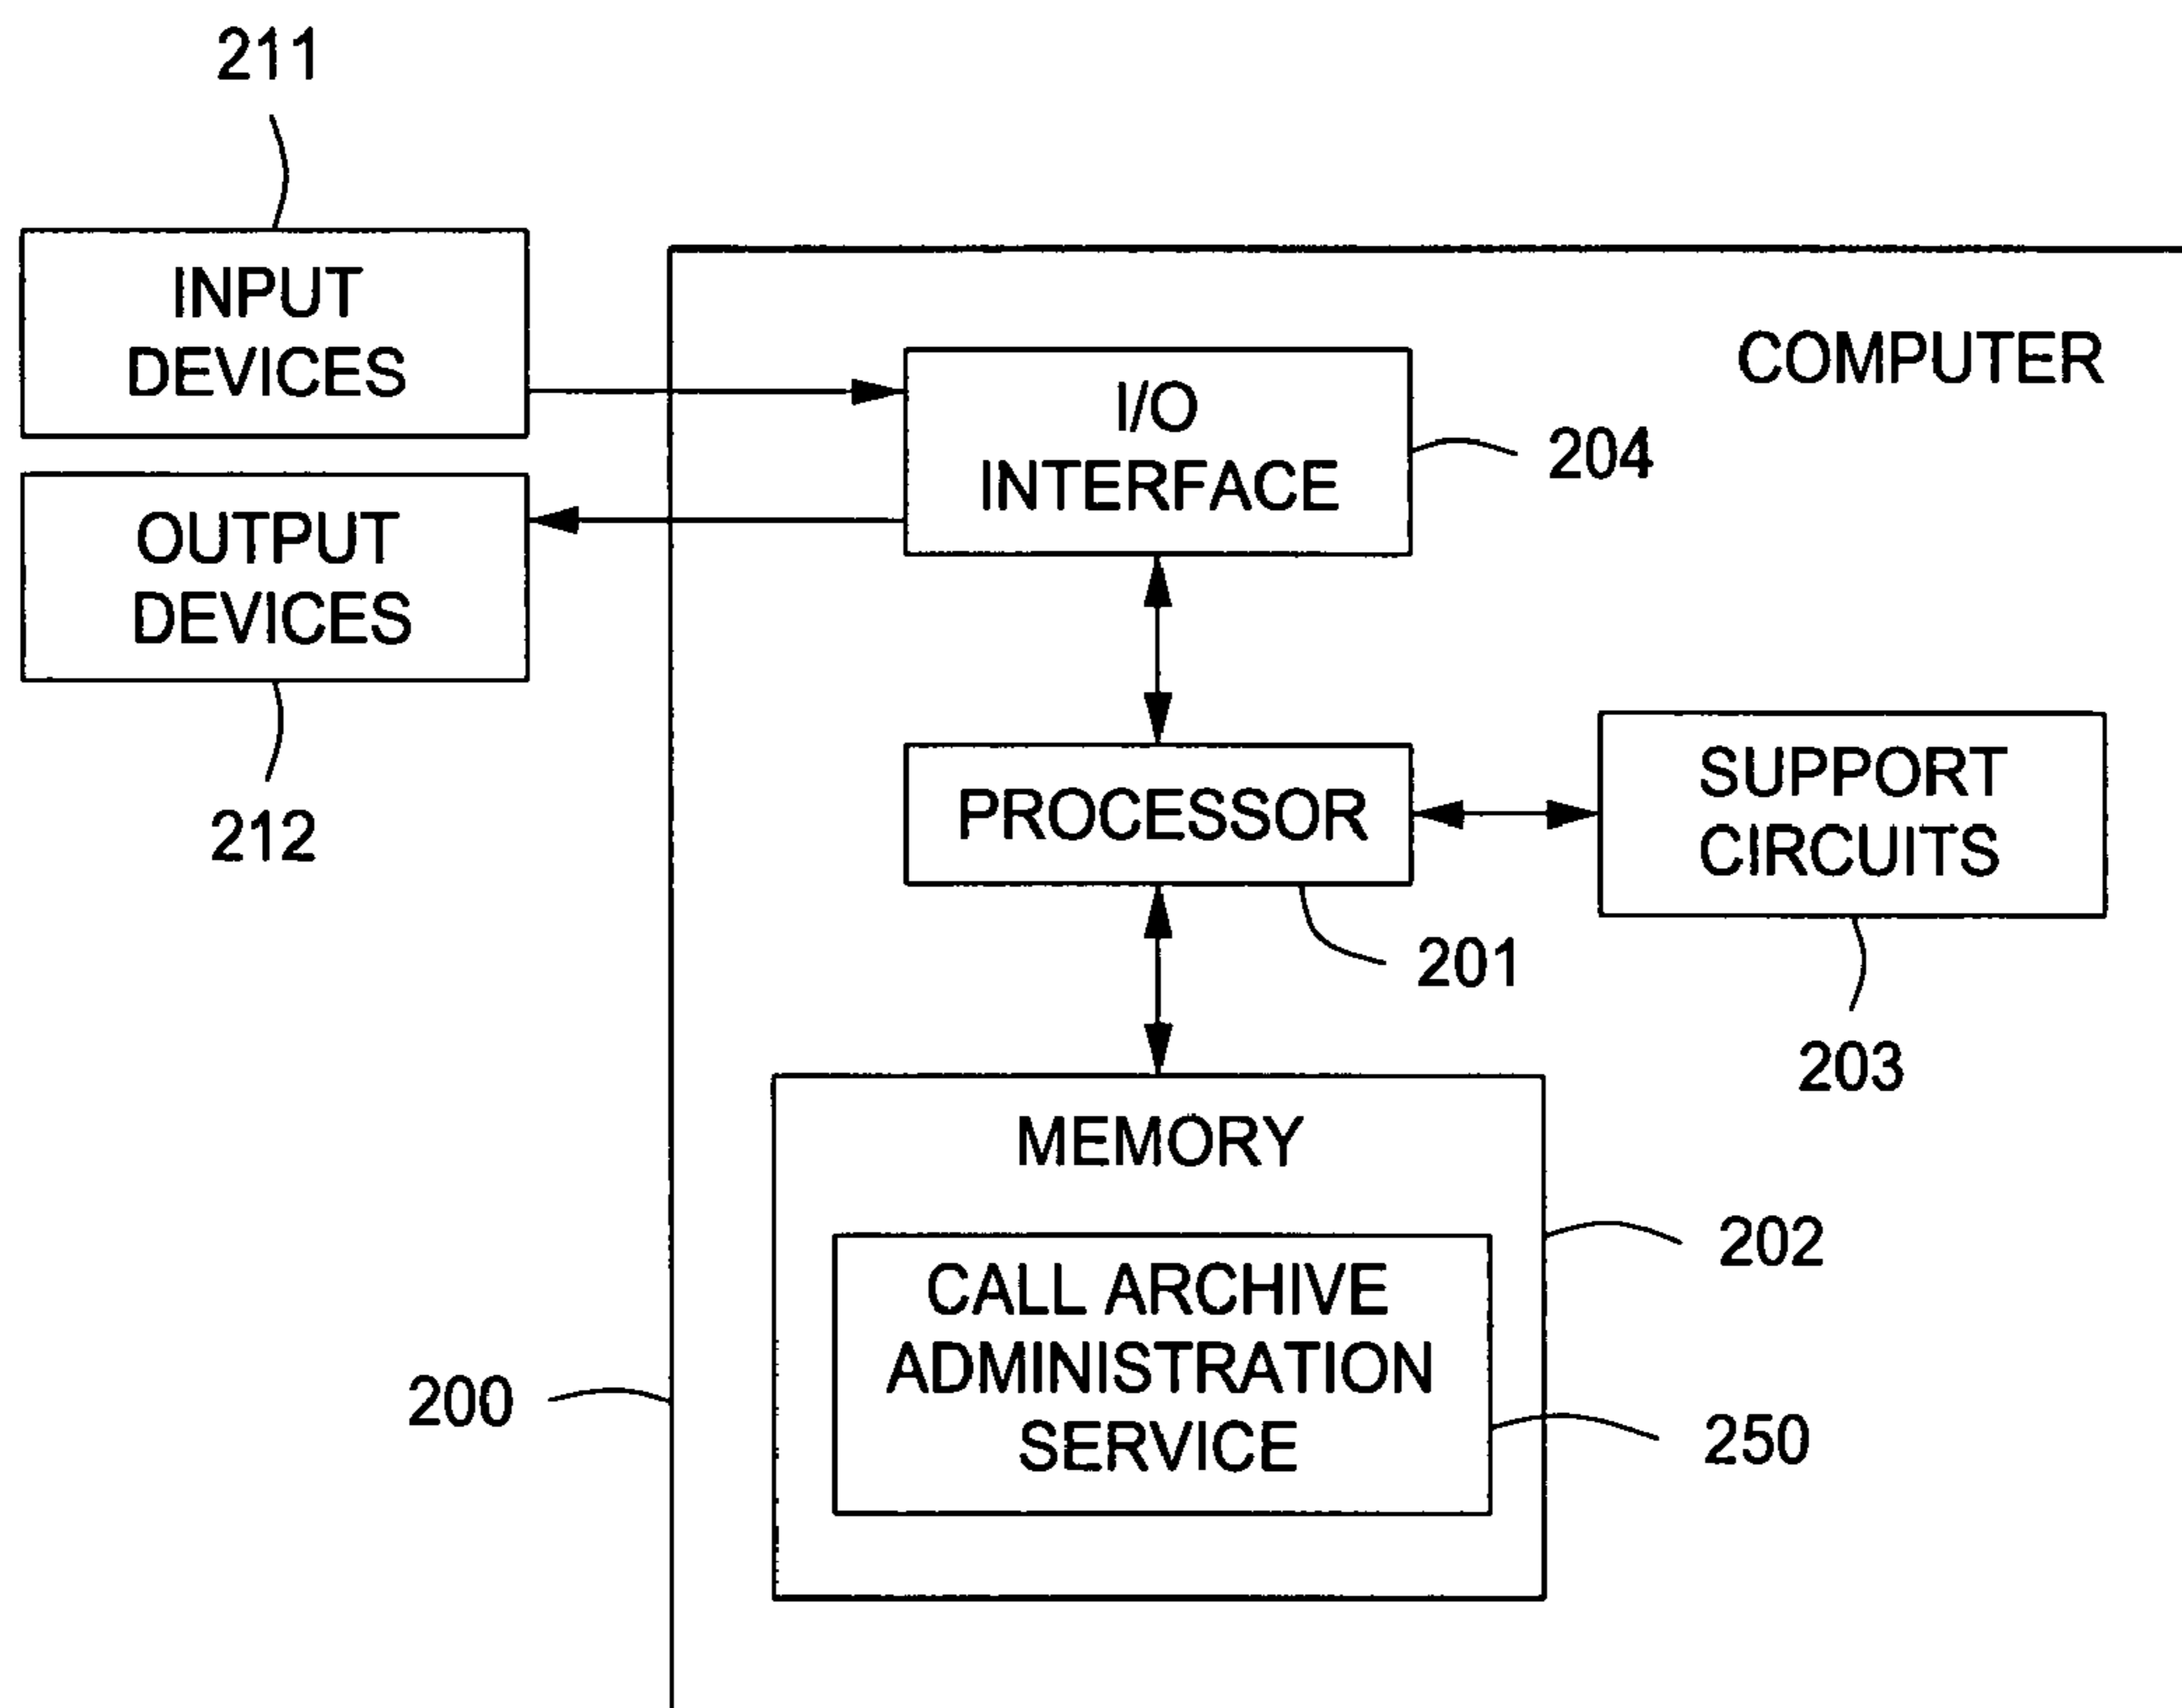 211
INPUT
DEVICES
COMPUTER
I/O
INTERFACE
204
OUTPUT
DEVICES
212
PROCESSOR
SUPPORT
CIRCUITS
201
203
MEMORY
202
CALL ARCHIVE
ADMINISTRATION
SERVICE
200
250